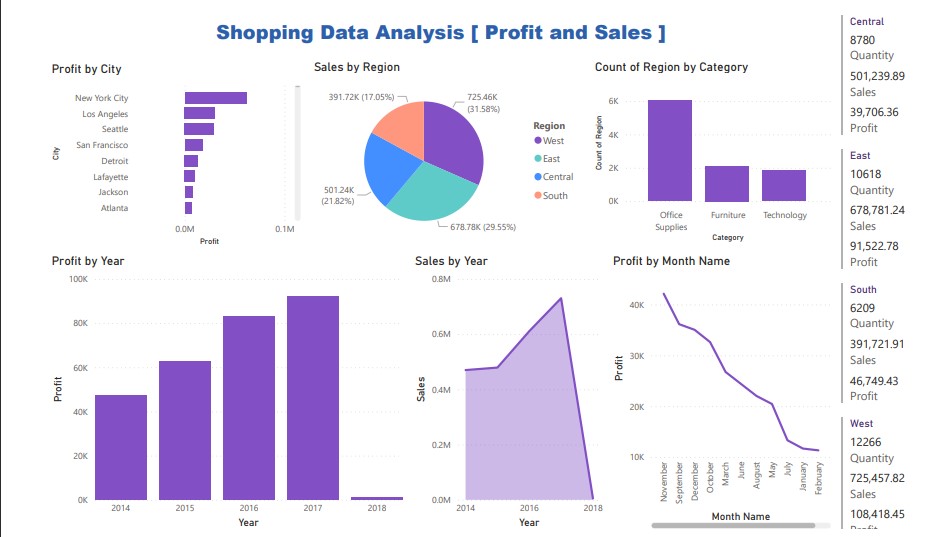 Shopping Data Analysis [ Profit and Sales ]
Profit by City
City
New York City
Los Angeles
Seattle
San Francisco
Detroit
Lafayette
Jackson
Atlanta
0.0M
0.1M
Profit
Sales by Region
391.72K (17.05%)
725.46K
(31.58%)
501.24K
(21.82%)
678.78K (29.55%)
Region
West
East
Central
South
Count of Region by Category
Count of Region
6K
4K
2K
0K
Office
Supplies
Furniture
Technology
Category
Profit by Year
Profit
100K
80K
60K
40K
20K
0K
2014
2015
2016
2017
2018
Year
Sales by Year
Sales
0.8M
0.6M
0.4M
0.2M
0.0M
2014
2016
2018
Year
Profit by Month Name
Profit
40K
30K
20K
10K
November
September
December
October
March
June
August
May
July
January
February
Month Name
Central
8780
Quantity
501,239.89
Sales
39,706.36
Profit
East
10618
Quantity
678,781.24
Sales
91,522.78
Profit
South
6209
Quantity
391,721.91
Sales
46,749.43
Profit
West
12266
Quantity
725,457.82
Sales
108,418.45
Profit